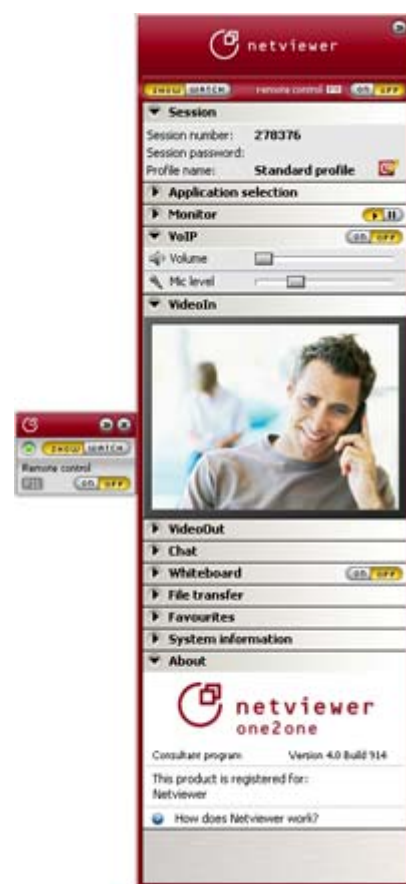 netviewer
SHOW WATCH remote control F11 ON OFF
Session
Session number: 278376
Session password:
Profile name: Standard profile
Application selection
Monitor
VoIP ON OFF
Volume
Mic level
VideoIn
SHOW WATCH
Remote control
F11 ON OFF
VideoOut
Chat
Whiteboard ON OFF
File transfer
Favourites
System information
About
netviewer
one2one
Consultant program Version 4.0 Build 914
This product is registered for:
Netviewer
How does Netviewer work?